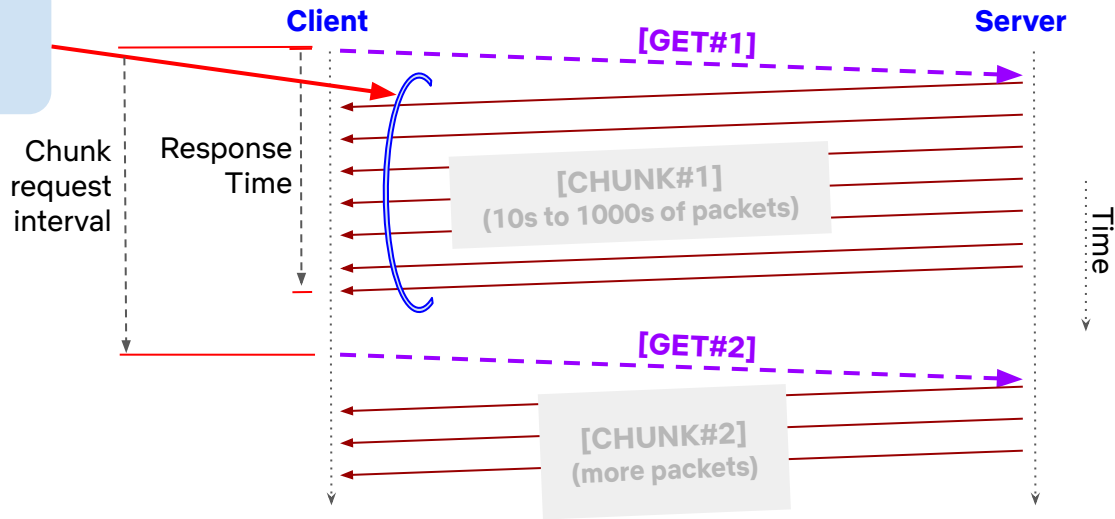 Client
Server
[GET#1]
Chunk
request
interval
Response
Time
[CHUNK#1]
(10s to 1000s of packets)
Time
[GET#2]
[CHUNK#2]
(more packets)